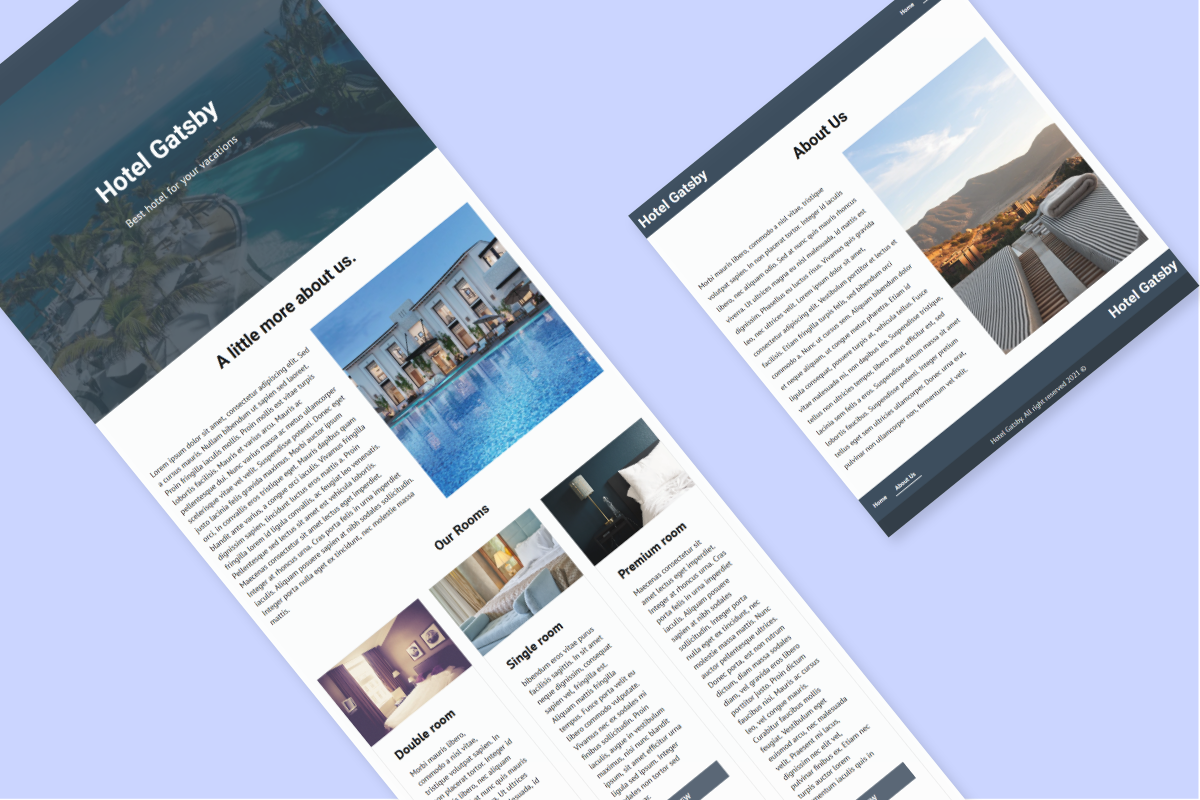 Hotel Gatsby
Best hotel for your vacations
A little more about us.
Lorem ipsum dolor sit amet, consectetur adipiscing elit. Sed
a cursus mauris. Nullam bibendum ut sapien sed laoreet.
Proin fringilla iaculis mollis. Proin mollis est vitae turpis
lobortis facilisis. Mauris et varius arcu. Mauris ac
pellentesque dui. Nunc varius massa ac metus ullamcorper
scelerisque vitae vel velit. Suspendisse potenti. Donec eget
justo lacinia felis gravida maximus. Morbi auctor ipsum
orci, in convallis eros tristique eget. Mauris dapibus quam
blandit ante varius, a congue orci iaculis. Vivamus fringilla
dignissim sapien, tincidunt luctus eros mattis a. Proin
fringilla lorem id ligula convallis, ac feugiat leo venenatis.
Pellentesque sed lectus sit amet est vehicula lobortis.
Maecenas consectetur sit amet lectus eget imperdiet.
Integer at rhoncus urna. Cras porta felis in urna imperdiet
iaculis. Aliquam posuere sapien at nibh sodales sollicitudin.
Integer porta nulla eget ex tincidunt, nec molestie massa
mattis.
Our Rooms
Double room
Morbi mauris libero,
commodo a nisl vitae,
tristique volutpat sapien. In
non placerat tortor. Integer id
libero, nec aliquam
nunc quis mauris
Ut ultrices
Single room
bibendum eros vitae purus
facilisis sagittis. In sit amet
neque dignissim, consequat
sapien vel, fringilla est.
Aliquam mattis fringilla
tempus. Fusce porta velit eu
libero commodo vulputate.
Vivamus nec ex sodales mi
finibus sollicitudin. Proin
iaculis, augue in vestibulum
maximus, nisi nunc blandit
ipsum, sit amet efficitur urna
ligula sed ipsum. Integer
non tortor sed
Premium room
Maecenas consectetur sit
amet lectus eget imperdiet.
Integer at rhoncus urna. Cras
porta felis in urna imperdiet
iaculis. Aliquam posuere
sapien at nibh sodales
sollicitudin. Integer porta
nulla eget ex tincidunt, nec
molestie massa mattis. Nunc
auctor pellentesque ultrices.
Donec porta, est non rutrum
dictum, diam massa sodales
diam, vel gravida eros libero
porttitor justo. Proin dictum
faucibus nisl. Mauris ac cursus
leo, vel congue mauris.
Curabitur faucibus mollis
feugiat. Vestibulum eget
euismod arcu, nec malesuada
velit. Praesent mi lacus,
dignissim nec elit vel,
pulvinar finibus ex. Etiam nec
turpis auctor lorem
iaculis quis in
Home
Hotel Gatsby
About Us
Morbi mauris libero, commodo a nisl vitae, tristique
volutpat sapien. In non placerat tortor. Integer id iaculis
libero, nec aliquam odio. Sed at nunc quis mauris rhoncus
viverra. Ut ultrices magna eu nisi malesuada, id mattis est
dignissim. Phasellus eu luctus risus. Vivamus quis gravida
leo, nec ultrices velit. Lorem ipsum dolor sit amet,
consectetur adipiscing elit. Vestibulum porttitor et lectus et
facilisis. Etiam fringilla turpis felis, sed bibendum orci
commodo a. Nunc ut cursus sem. Aliquam bibendum dolor
et neque aliquam, ut congue metus pharetra. Etiam id
ligula consequat, posuere turpis at, vehicula tellus. Fusce
vitae malesuada mi, non dapibus leo. Suspendisse tristique,
tellus non ultricies tempor, libero metus efficitur est, sed
lacinia sem felis a eros. Suspendisse dictum massa sit amet
lobortis faucibus. Suspendisse potenti. Integer pretium
tellus eget sem ultricies ullamcorper. Donec urna erat,
pulvinar non ullamcorper non, fermentum vel velit.
Hotel Gatsby
Hotel Gatsby. All right reserved 2021 ©
Home
About Us